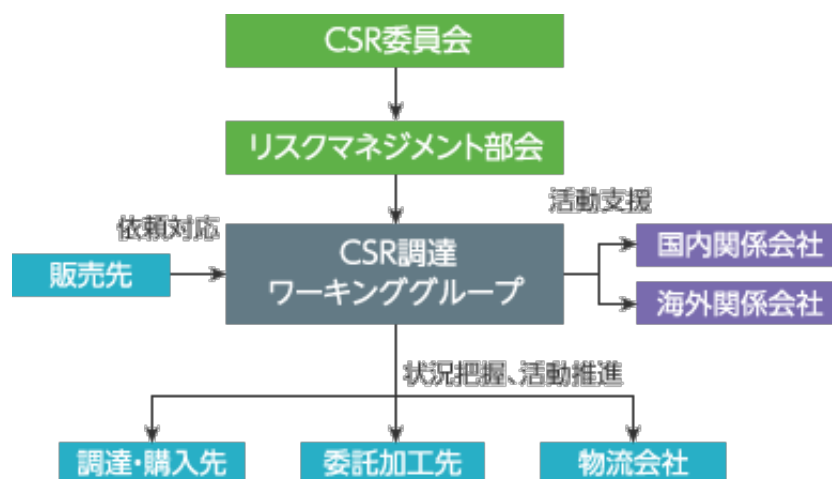 CSR委員会
リスクマネジメント部会
活動支援
依頼対応
CSR調達
ワーキンググループ
国内関係会社
販売先
海外関係会社
状況把握、活動推進
調達・購入先
委託加工先
物流会社